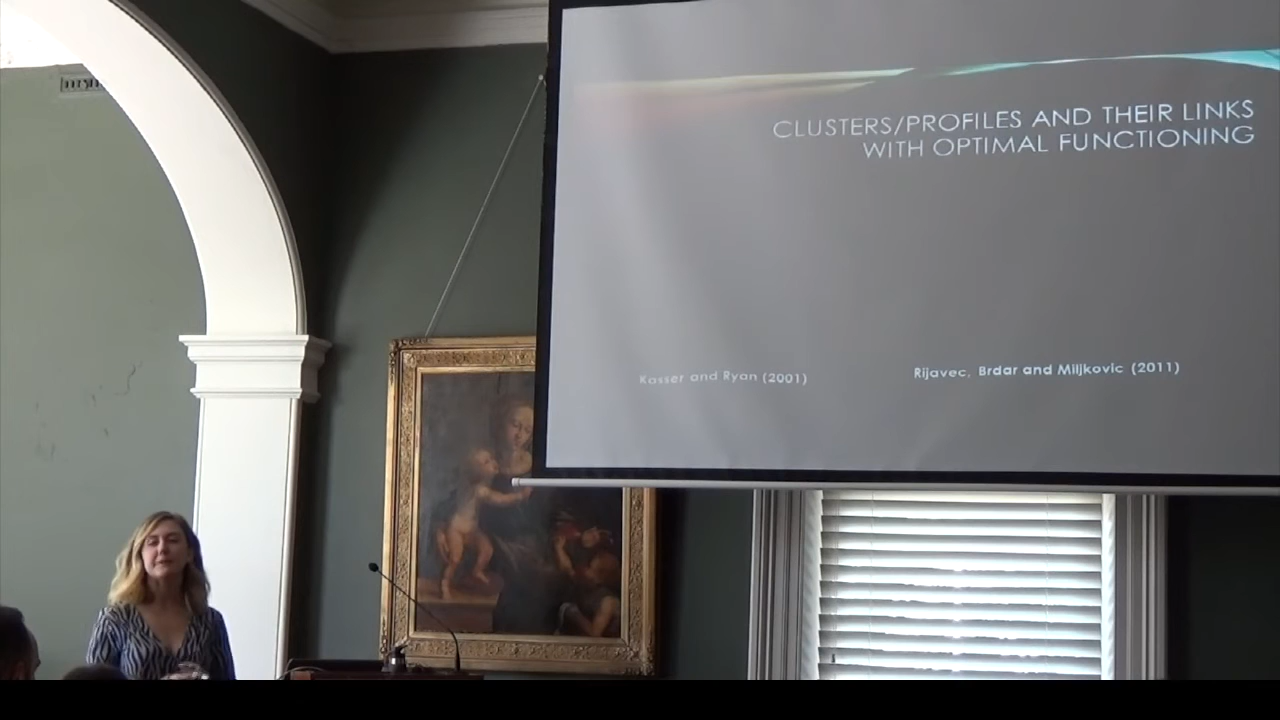 CLUSTERS/PROFILES AND THEIR LINKS
WITH OPTIMAL FUNCTIONING
Kasser and Ryan (2001)
Rijavec, Brdar and Miljkovic (2011)